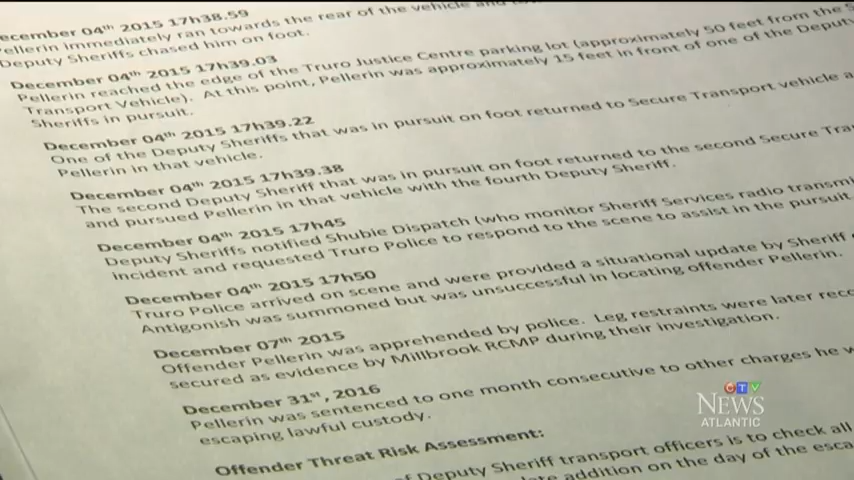 December 04th 2015 17h38.59
Pellerin immediately ran towards the rear of the vehicle and
Deputy Sheriffs chased him on foot.
December 04th 2015 17h39.03
Pellerin reached the edge of the Truro Justice Centre parking lot (approximately 50 feet from the
Transport Vehicle). At this point, Pellerin was approximately 15 feet in front of one of the Deputy
Sheriffs in pursuit.
December 04th 2015 17h39.22
One of the Deputy Sheriffs that was in pursuit on foot returned to Secure Transport vehicle
Pellerin in that vehicle.
December 04th 2015 17h39.38
The second Deputy Sheriff that was in pursuit on foot returned to the second Secure
and pursued Pellerin in that vehicle with the fourth Deputy Sheriff.
December 04th 2015 17h45
Deputy Sheriffs notified Shubie Dispatch (who monitor Sheriff Services radio
incident and requested Truro Police to respond to the scene to assist in the pursuit
December 04th 2015 17h50
Truro Police arrived on scene and were provided a situational update by Sheriff
Antigonish was summoned but was unsuccessful in locating offender Pellerin.
December 07th 2015
Offender Pellerin was apprehended by police. Leg restraints were later
secured as evidence by Millbrook RCMP during their investigation.
December 31st, 2016
Pellerin was sentenced to one month consecutive to other charges he
escaping lawful custody.
Offender Threat Risk Assessment:
of Deputy Sheriff transport officers is to check all
addition on the day of the
CTV
NEWS
ATLANTIC